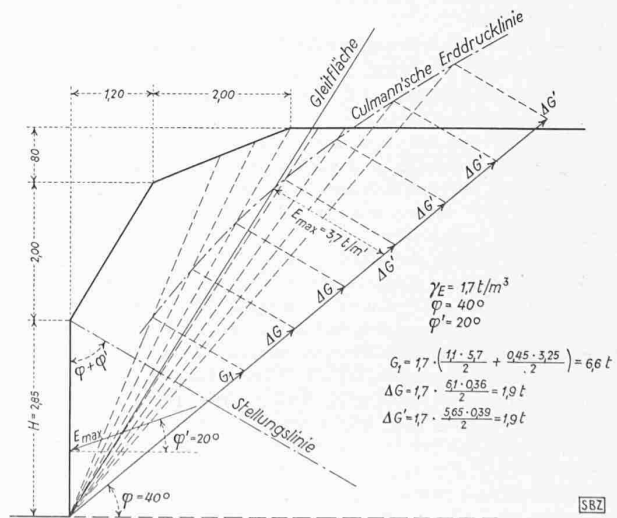 1,20
2,00
80
2,00
H = 2,85
Gleitfläche
Culmann'sche Erddrucklinie
ΔG'
ΔG'
ΔG'
ΔG'
ΔG
ΔG
G₁
E max = 3,7 t/m'
φ+φ'
Stellungslinie
E max
φ' = 20°
φ = 40°
γE = 1,7 t/m³
φ = 40°
φ' = 20°
G₁ = 1,7 · (1,1 · 5,7 / 2 + 0,45 · 3,25 / 2) = 6,6 t
ΔG = 1,7 · 6,1 · 0,36 / 2 = 1,9 t
ΔG' = 1,7 · 5,65 · 0,39 / 2 = 1,9 t
SBZ